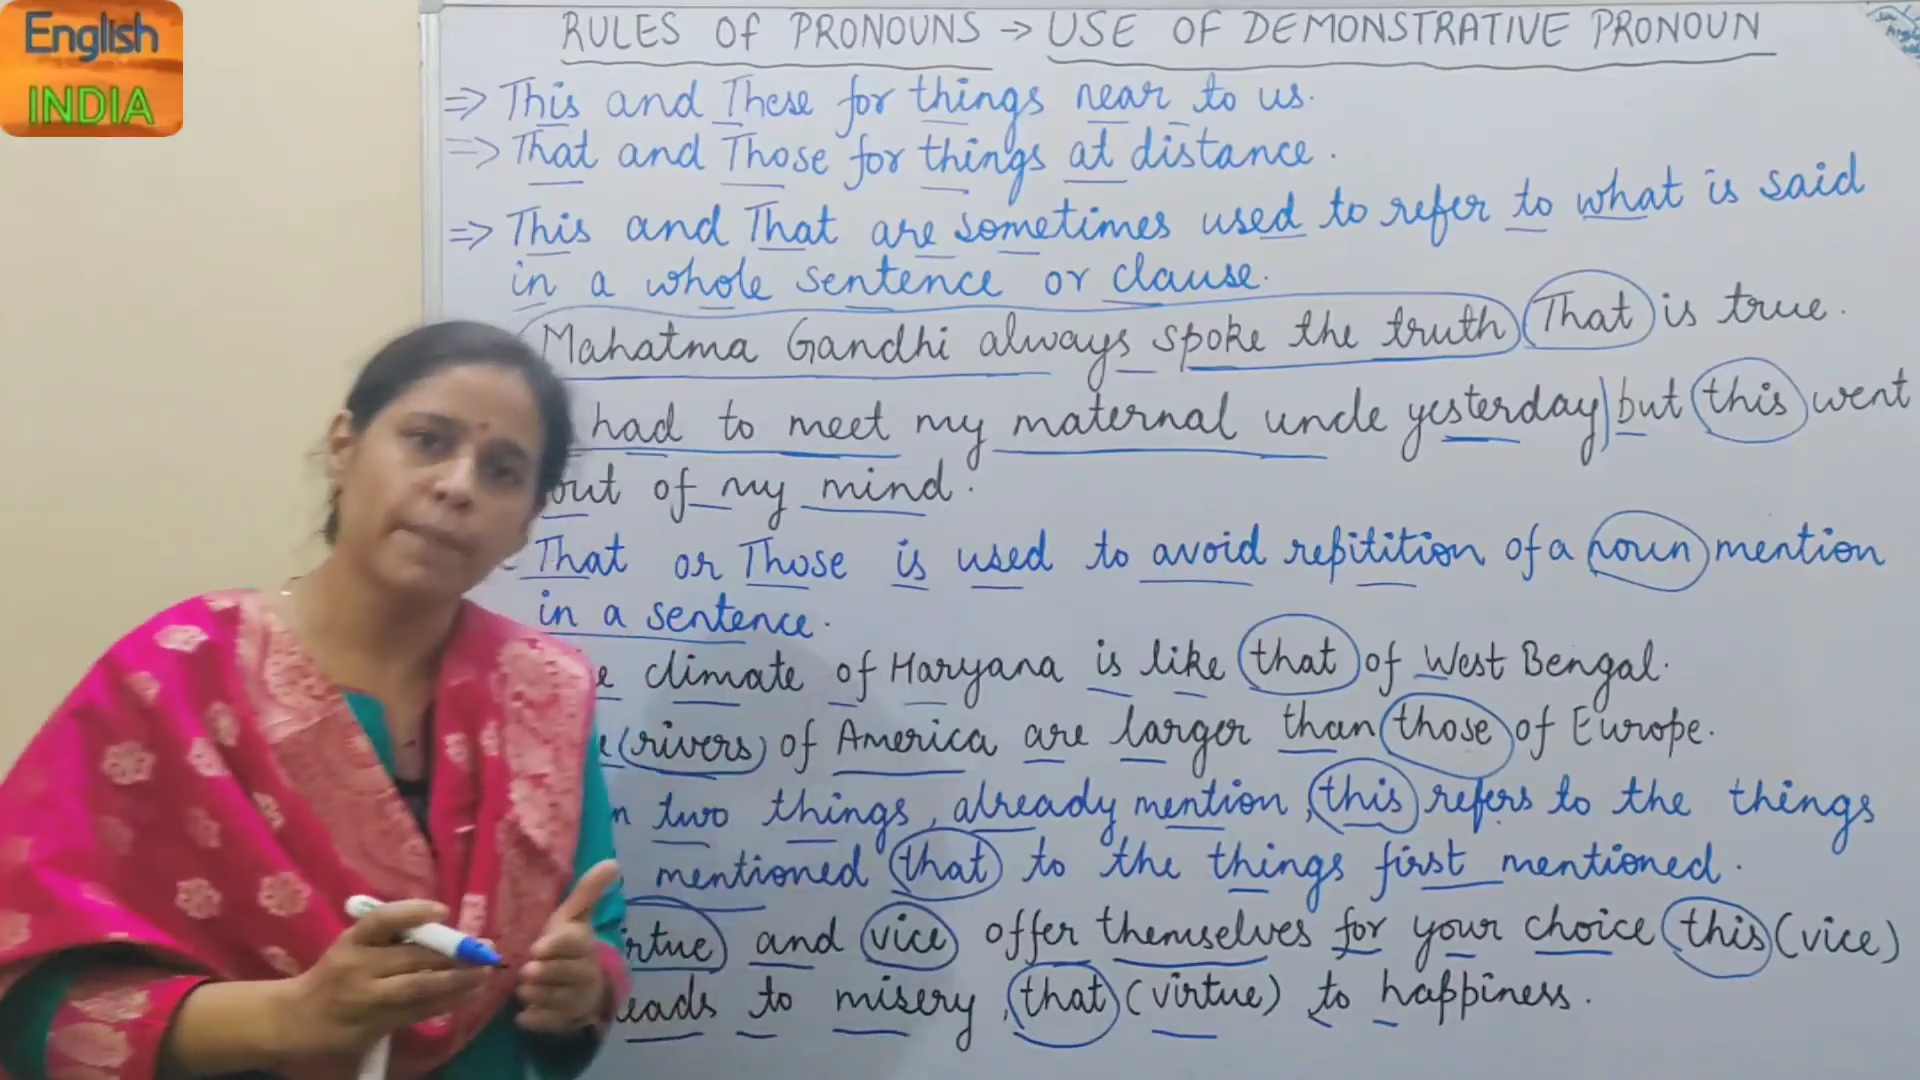 English
INDIA
RULES OF PRONOUNS → USE OF DEMONSTRATIVE PRONOUN
⇒ This and These for things near to us.
⇒ That and Those for things at distance.
⇒ This and That are sometimes used to refer to what is said
in a whole sentence or clause.
Mahatma Gandhi always spoke the truth That is true.
had to meet my maternal uncle yesterday but this went
out of my mind.
That or Those is used to avoid repitition of a noun mention
in a sentence.
climate of Haryana is like that of West Bengal.
(rivers) of America are larger than those of Europe.
two things, already mention, this refers to the things
mentioned that to the things first mentioned.
and vice offer themselves for your choice this (vice)
leads to misery, that (virtue) to happiness.